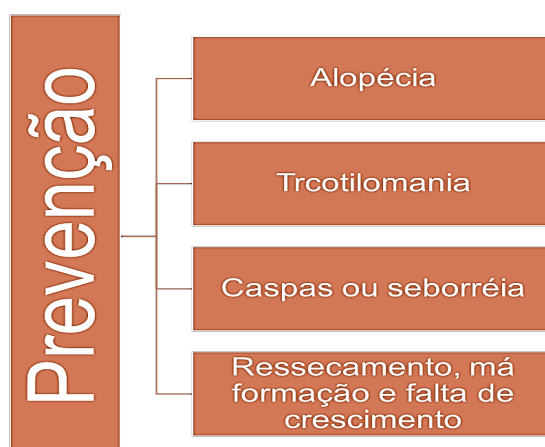 Prevenção
Alopécia
Trcotilomania
Caspas ou seborréia
Ressecamento, má
formação e falta de
crescimento